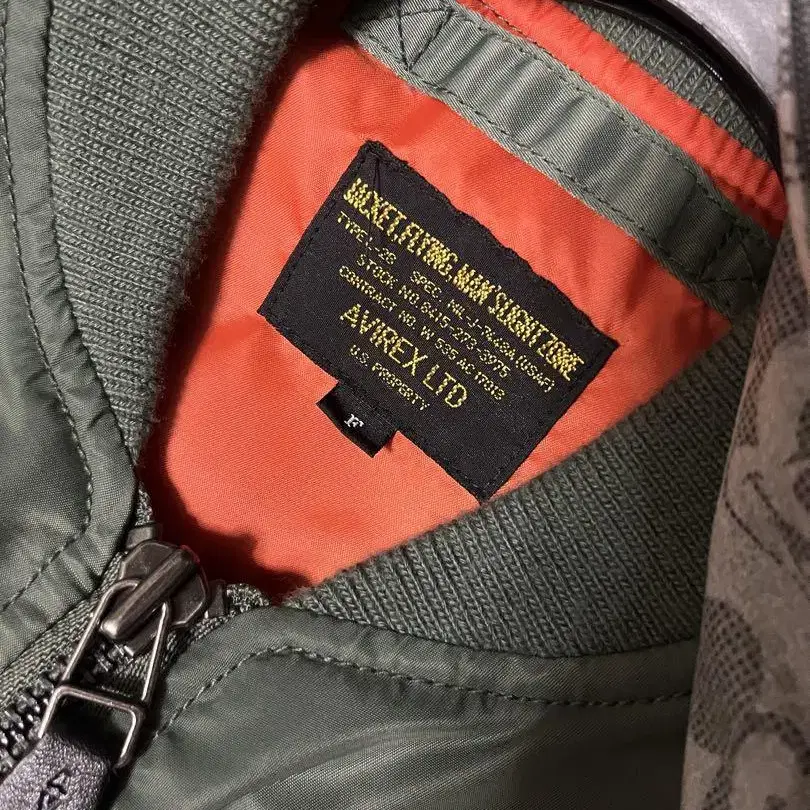 JACKET, FLYING, MAN'S LIGHT ZONE
TYPE L-2B SPEC. MIL-J-7448A (USAF)
STOCK NO. 8415-273-3975
CONTRACT NO. W 535 AC 17813
AVIREX LTD
U.S. PROPERTY
F